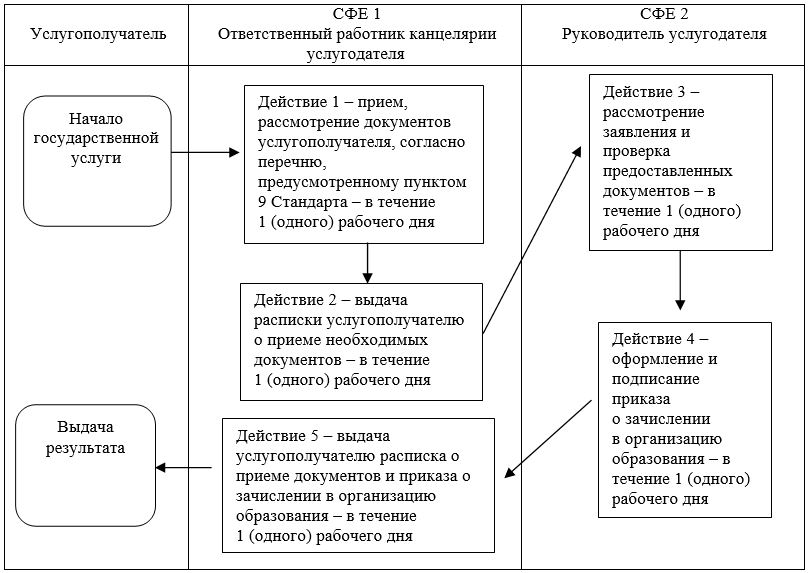 Услугополучатель
СФЕ 1
Ответственный работник канцелярии
услугодателя
СФЕ 2
Руководитель услугодателя
Начало
государственной
услуги
Действие 1 – прием,
рассмотрение документов
услугополучателя, согласно
перечню,
предусмотренному пунктом
9 Стандарта – в течение
1 (одного) рабочего дня
Действие 2 – выдача
расписки услугополучателю
о приеме необходимых
документов – в течение
1 (одного) рабочего дня
Действие 3 –
рассмотрение
заявления и
проверка
предоставленных
документов – в
течение 1 (одного)
рабочего дня
Действие 4 –
оформление и
подписание
приказа
о зачислении
в организацию
образования – в
течение 1 (одного)
рабочего дня
Действие 5 – выдача
услугополучателю расписка о
приеме документов и приказа о
зачислении в организацию
образования – в течение
1 (одного) рабочего дня
Выдача
результата